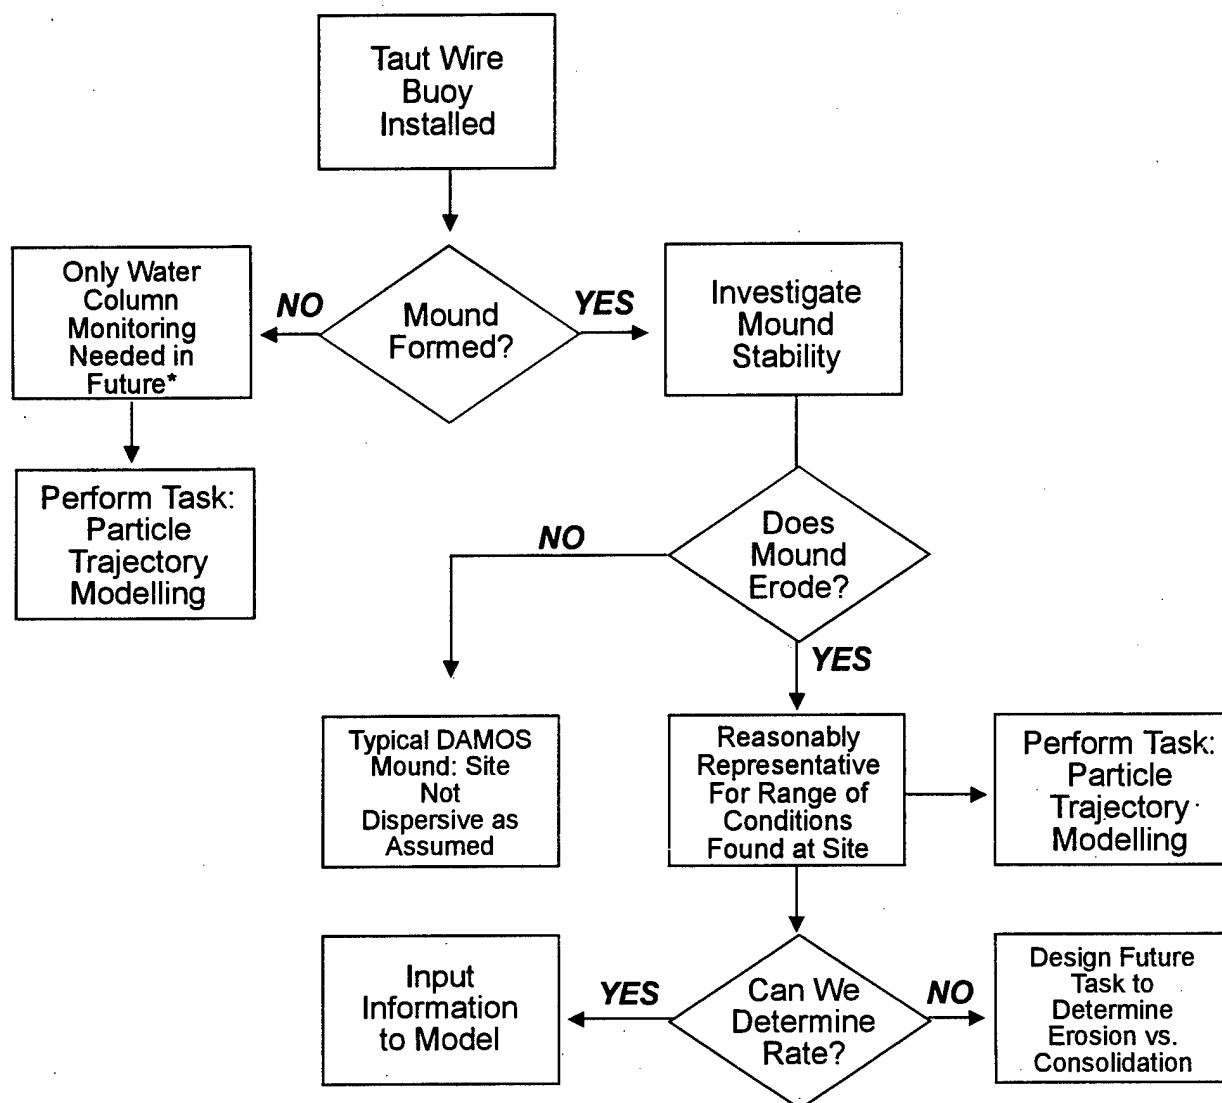 Taut Wire
Buoy
Installed
Only Water
Column
Monitoring
Needed in
Future*
NO
Mound
Formed?
YES
Investigate
Mound
Stability
Perform Task:
Particle
Trajectory
Modelling
NO
Does
Mound
Erode?
YES
Typical DAMOS
Mound: Site
Not
Dispersive as
Assumed
Reasonably
Representative
For Range of
Conditions
Found at Site
Perform Task:
Particle
Trajectory
Modelling
Input
Information
to Model
YES
Can We
Determine
Rate?
NO
Design Future
Task to
Determine
Erosion vs.
Consolidation